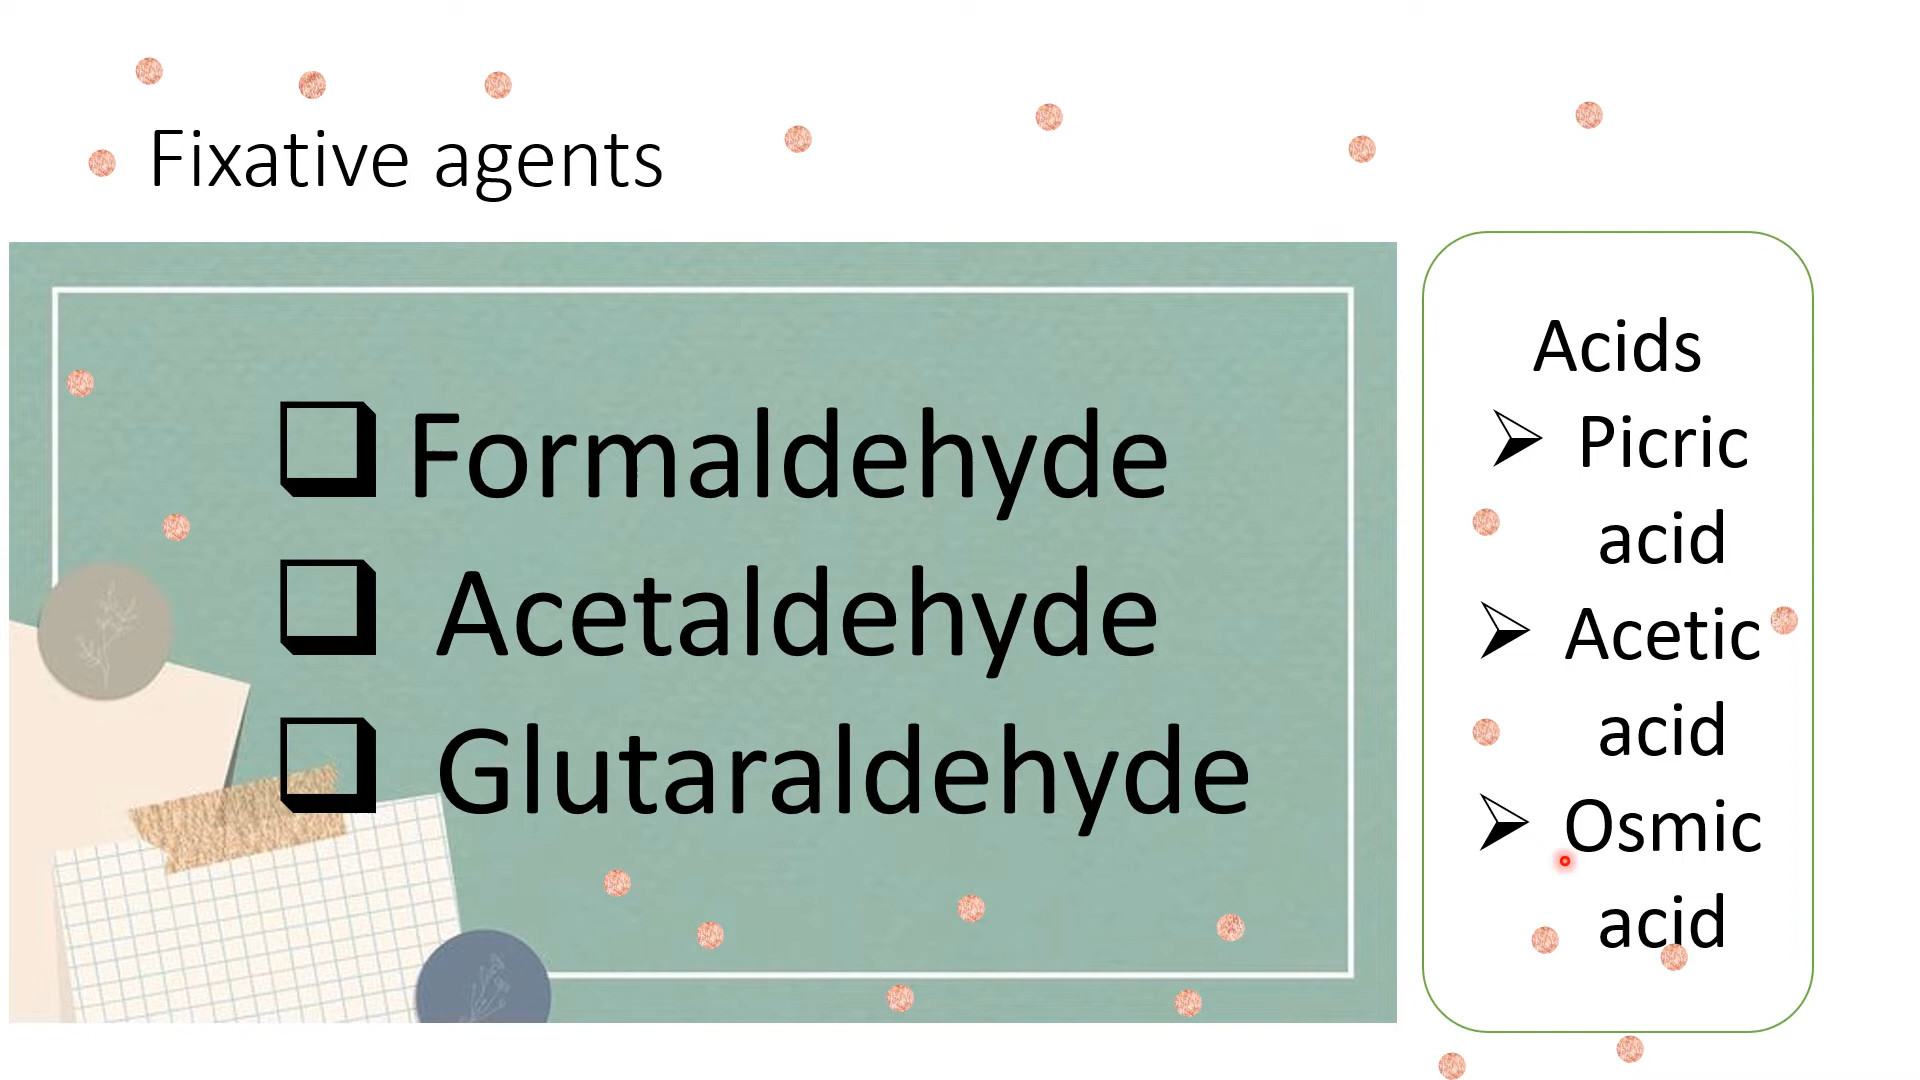 Fixative agents
Formaldehyde
Acetaldehyde
Glutaraldehyde
Acids
Picric
acid
Acetic
acid
Osmic
acid